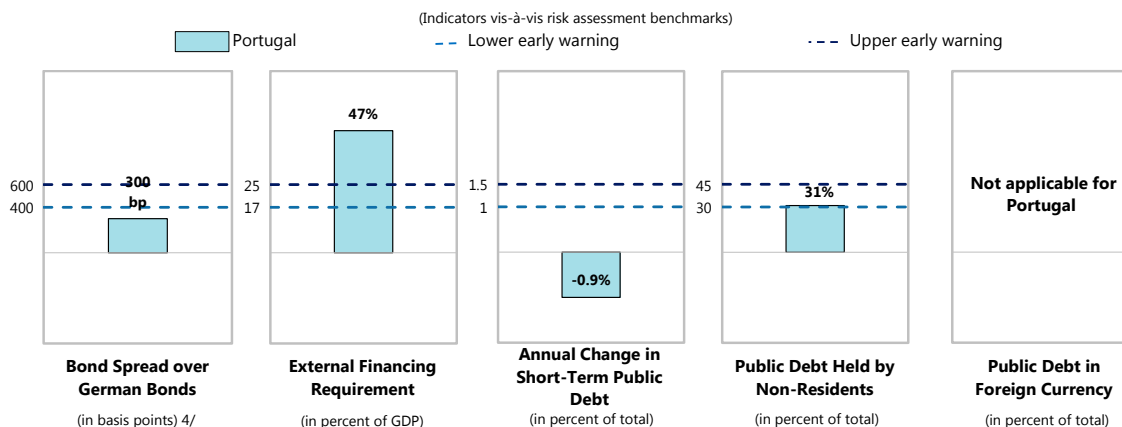 (Indicators vis-à-vis risk assessment benchmarks)
Portugal
Lower early warning
Upper early warning
600
400
300
bp
25
17
47%
1.5
1
-0.9%
45
30
31%
Not applicable for
Portugal
Bond Spread over
German Bonds
(in basis points) 4/
External Financing
Requirement
(in percent of GDP)
Annual Change in
Short-Term Public
Debt
(in percent of total)
Public Debt Held by
Non-Residents
(in percent of total)
Public Debt in
Foreign Currency
(in percent of total)